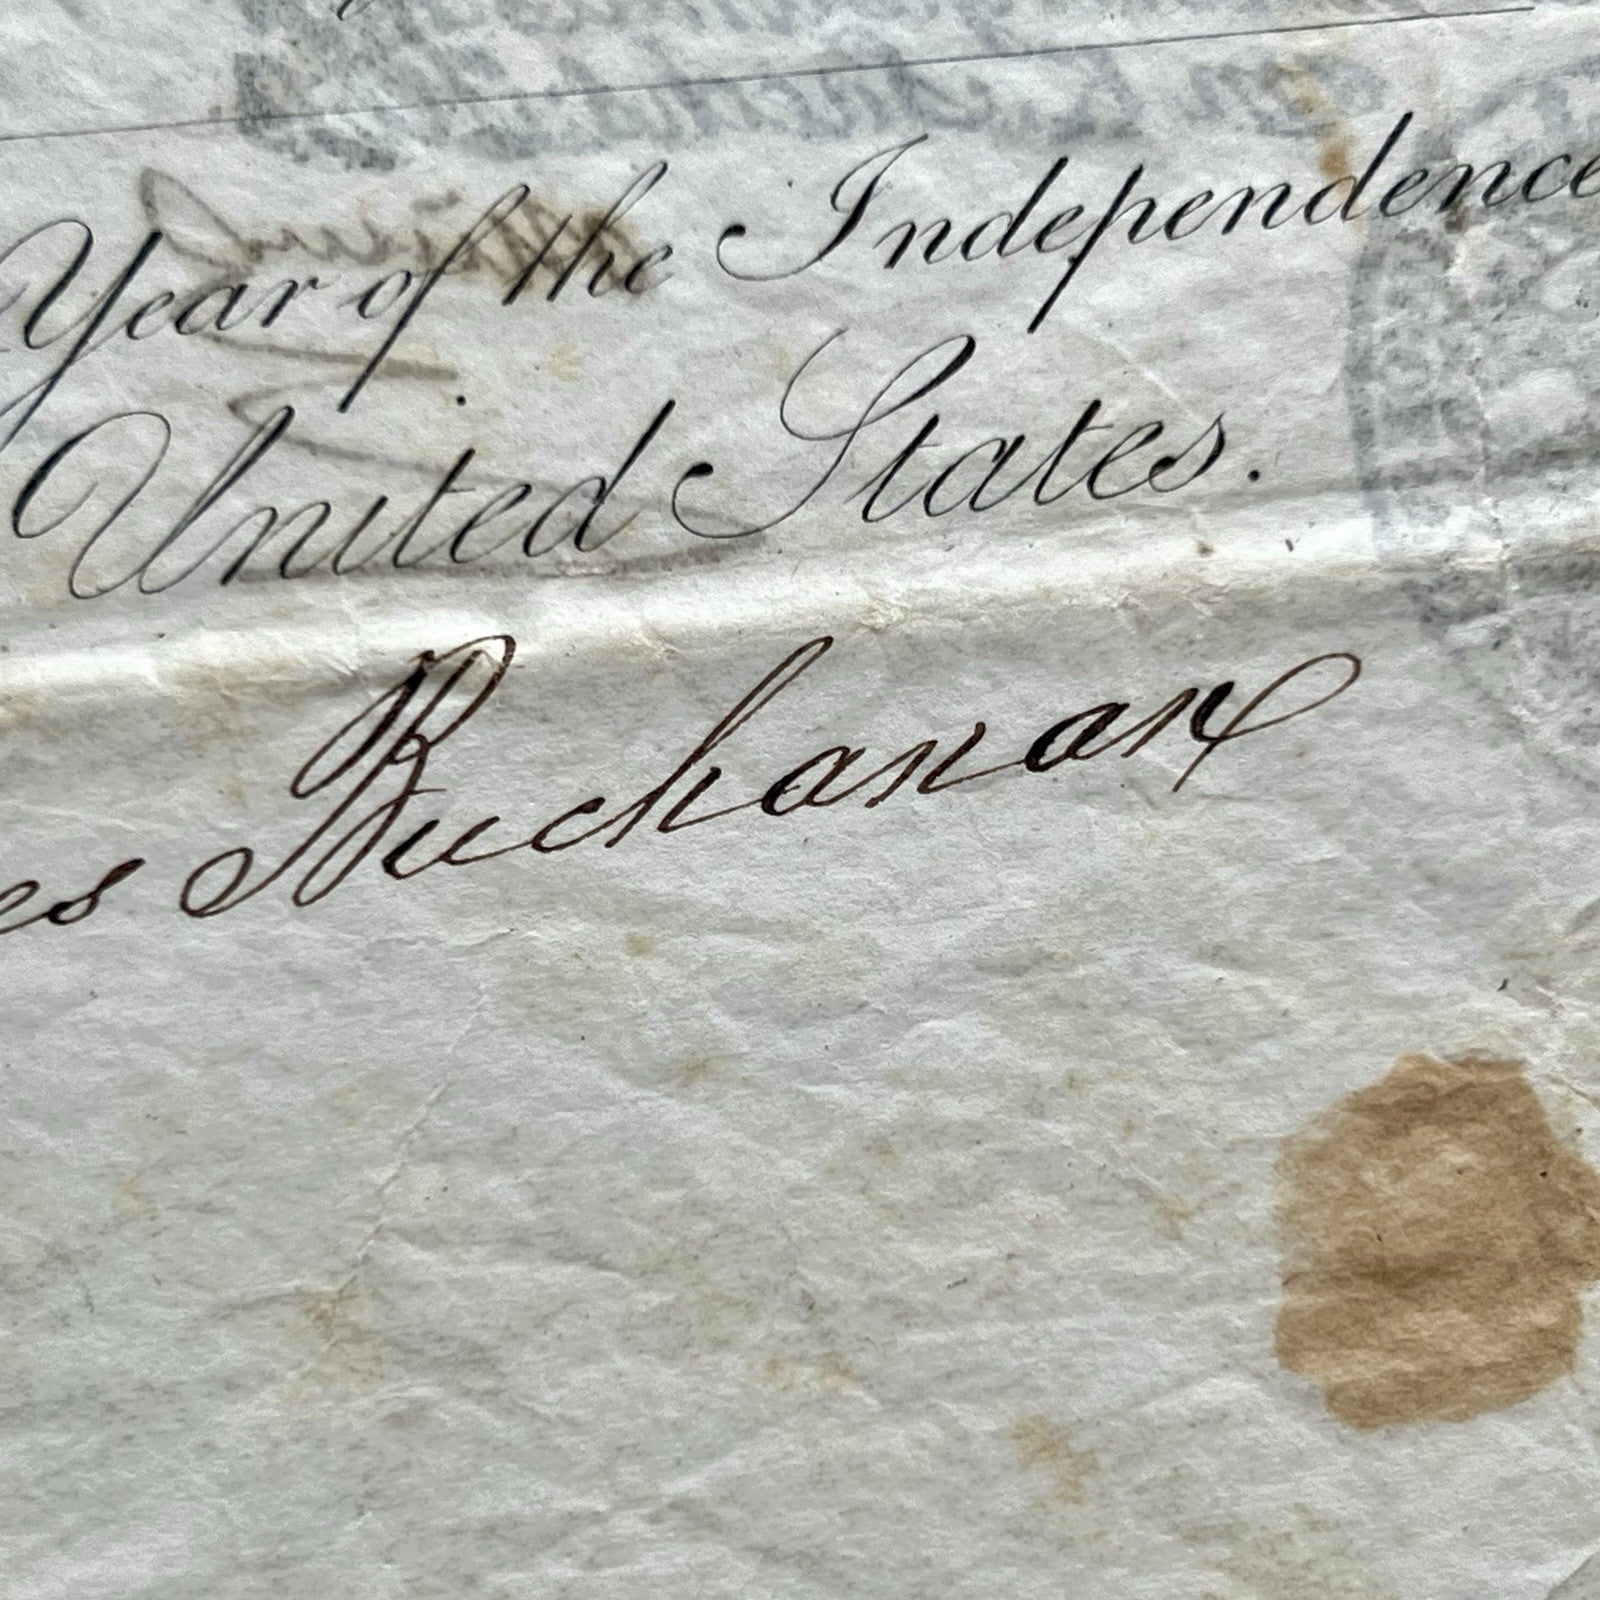 Year of the Independence
United States.
es Buchanan